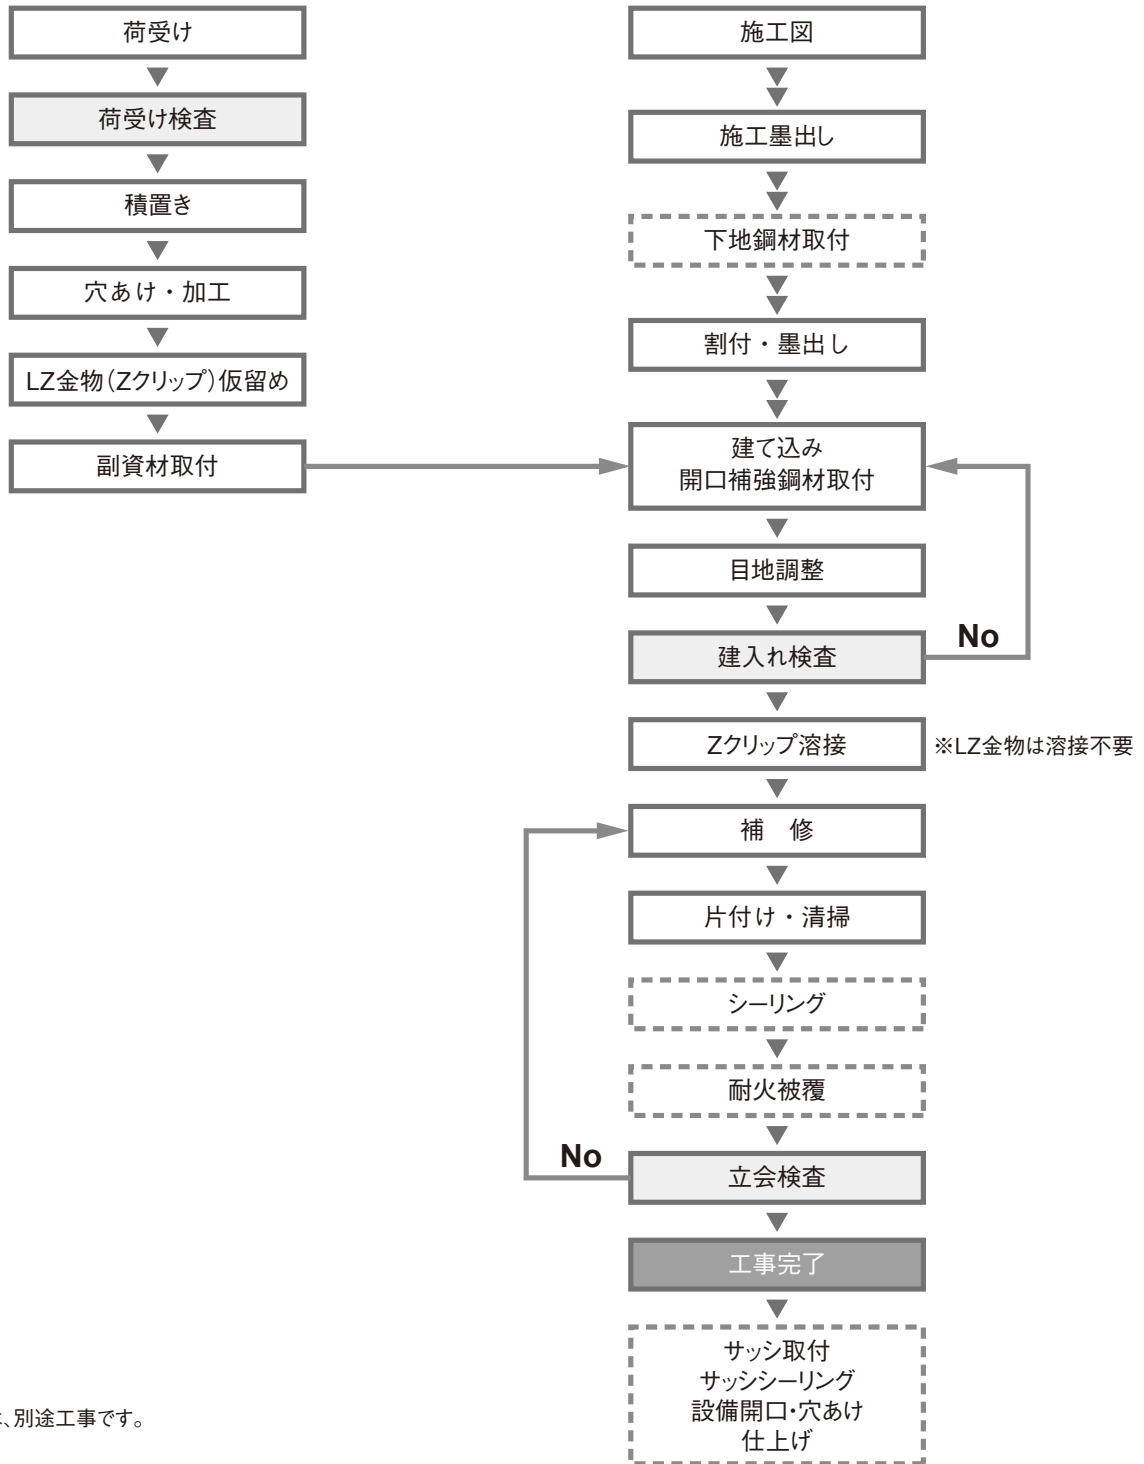 荷受け
荷受け検査
積置き
穴あけ・加工
LZ金物(Zクリップ)仮留め
副資材取付
施工図
施工墨出し
下地鋼材取付
割付・墨出し
建て込み
開口補強鋼材取付
目地調整
建入れ検査
No
Zクリップ溶接
※LZ金物は溶接不要
補　修
片付け・清掃
シーリング
耐火被覆
No
立会検査
工事完了
サッシ取付
サッシシーリング
設備開口・穴あけ
仕上げ
、別途工事です。